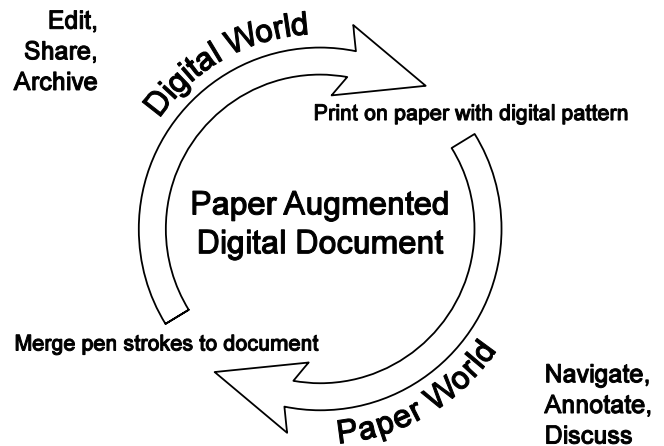 Edit,
Share,
Archive
Digital World
Print on paper with digital pattern
Paper Augmented
Digital Document
Merge pen strokes to document
Paper World
Navigate,
Annotate,
Discuss